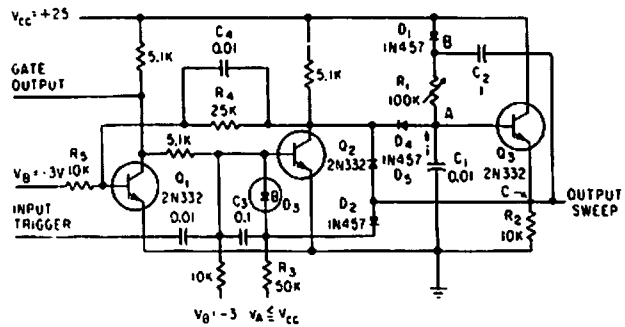 VCC = +25
D1
1N457
B
C4
0.01
5.1K
5.1K
C2
1
GATE
OUTPUT
R4
25K
R1
100K
A
R5
10K
5.1K
Q2
2N332
D4
1N457
D5
i
C1
0.01
Q3
2N332
VB = -3V
Q1
2N332
C3
0.1
B
D3
D2
1N457
C
OUTPUT
SWEEP
INPUT
TRIGGER
0.01
R2
10K
10K
R3
50K
VB = -3
VA ≦ VCC